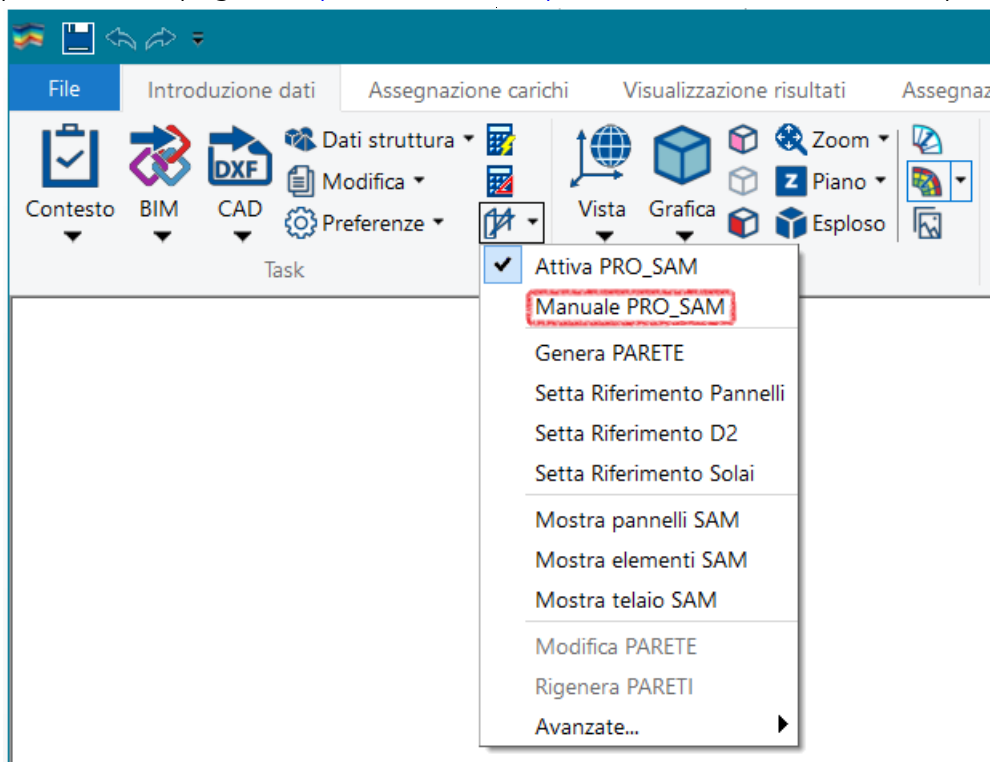 File Introduzione dati Assegnazione carichi Visualizzazione risultati Assegnaz
Contesto
BIM
DXF
CAD
Dati struttura
Modifica
Preferenze
Task
Vista
Grafica
Zoom
Z Piano
Esploso
Attiva PRO_SAM
Manuale PRO_SAM
Genera PARETE
Setta Riferimento Pannelli
Setta Riferimento D2
Setta Riferimento Solai
Mostra pannelli SAM
Mostra elementi SAM
Mostra telaio SAM
Modifica PARETE
Rigenera PARETI
Avanzate...